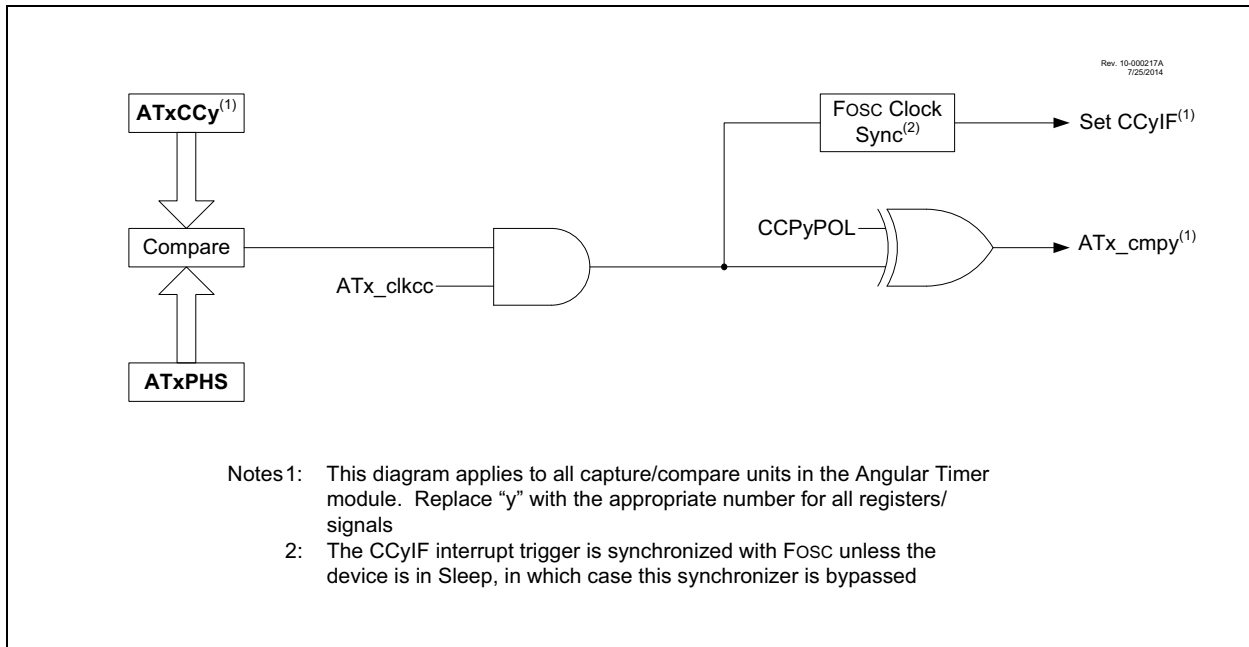 Rev. 10-000217A
7/25/2014
ATxCCy(1)
FOSC Clock
Sync(2)
Set CCyIF(1)
Compare
CCPyPOL
ATx_cmpy(1)
ATx_clkcc
ATxPHS
Notes1: This diagram applies to all capture/compare units in the Angular Timer
module. Replace “y” with the appropriate number for all registers/
signals
2: The CCyIF interrupt trigger is synchronized with FOSC unless the
device is in Sleep, in which case this synchronizer is bypassed